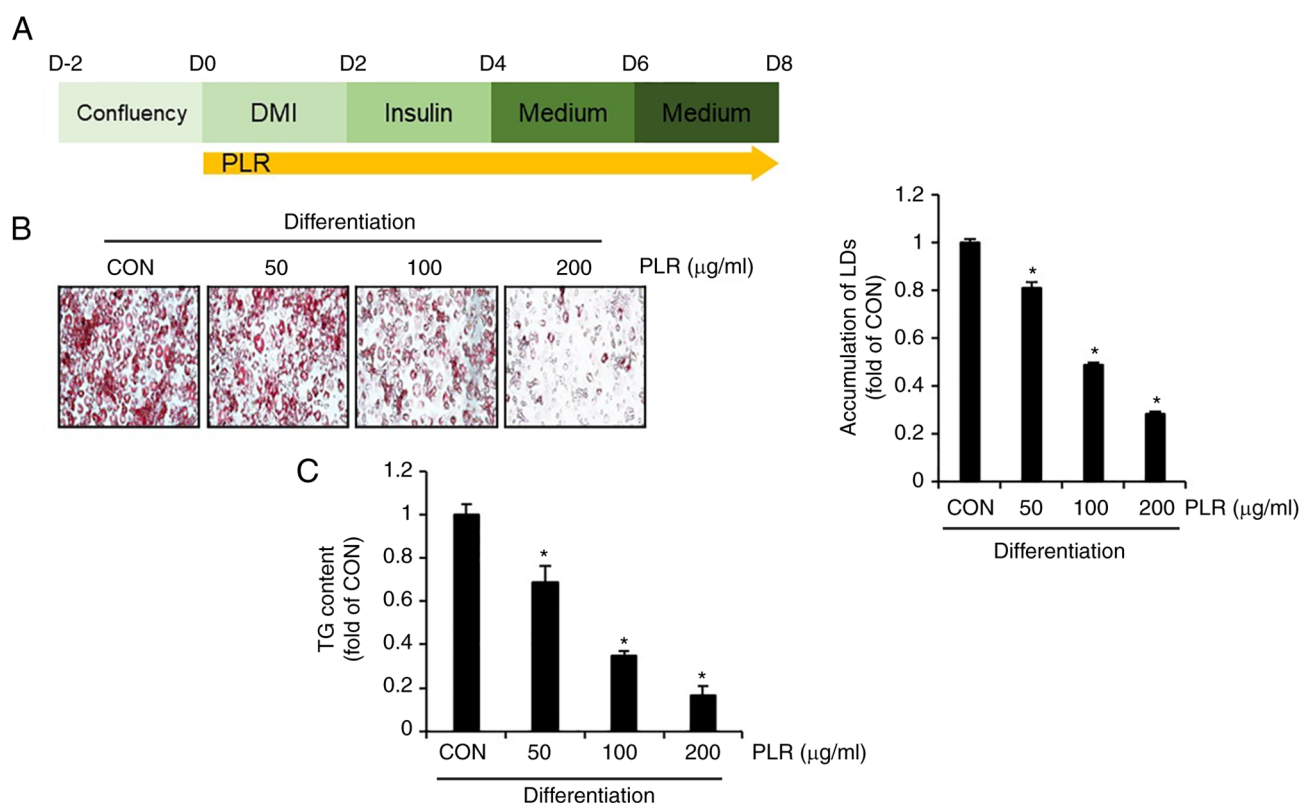 A
D-2 D0 D2 D4 D6 D8
Confluency DMI Insulin Medium Medium
PLR
B
Differentiation
CON 50 100 200 PLR (μg/ml)
Accumulation of LDs
(fold of CON)
1.2
1
*
0.8
0.6
*
0.4
*
0.2
0
CON 50 100 200 PLR (μg/ml)
Differentiation
C
TG content
(fold of CON)
1.2
1
0.8
*
0.6
0.4
*
0.2
*
0
CON 50 100 200 PLR (μg/ml)
Differentiation